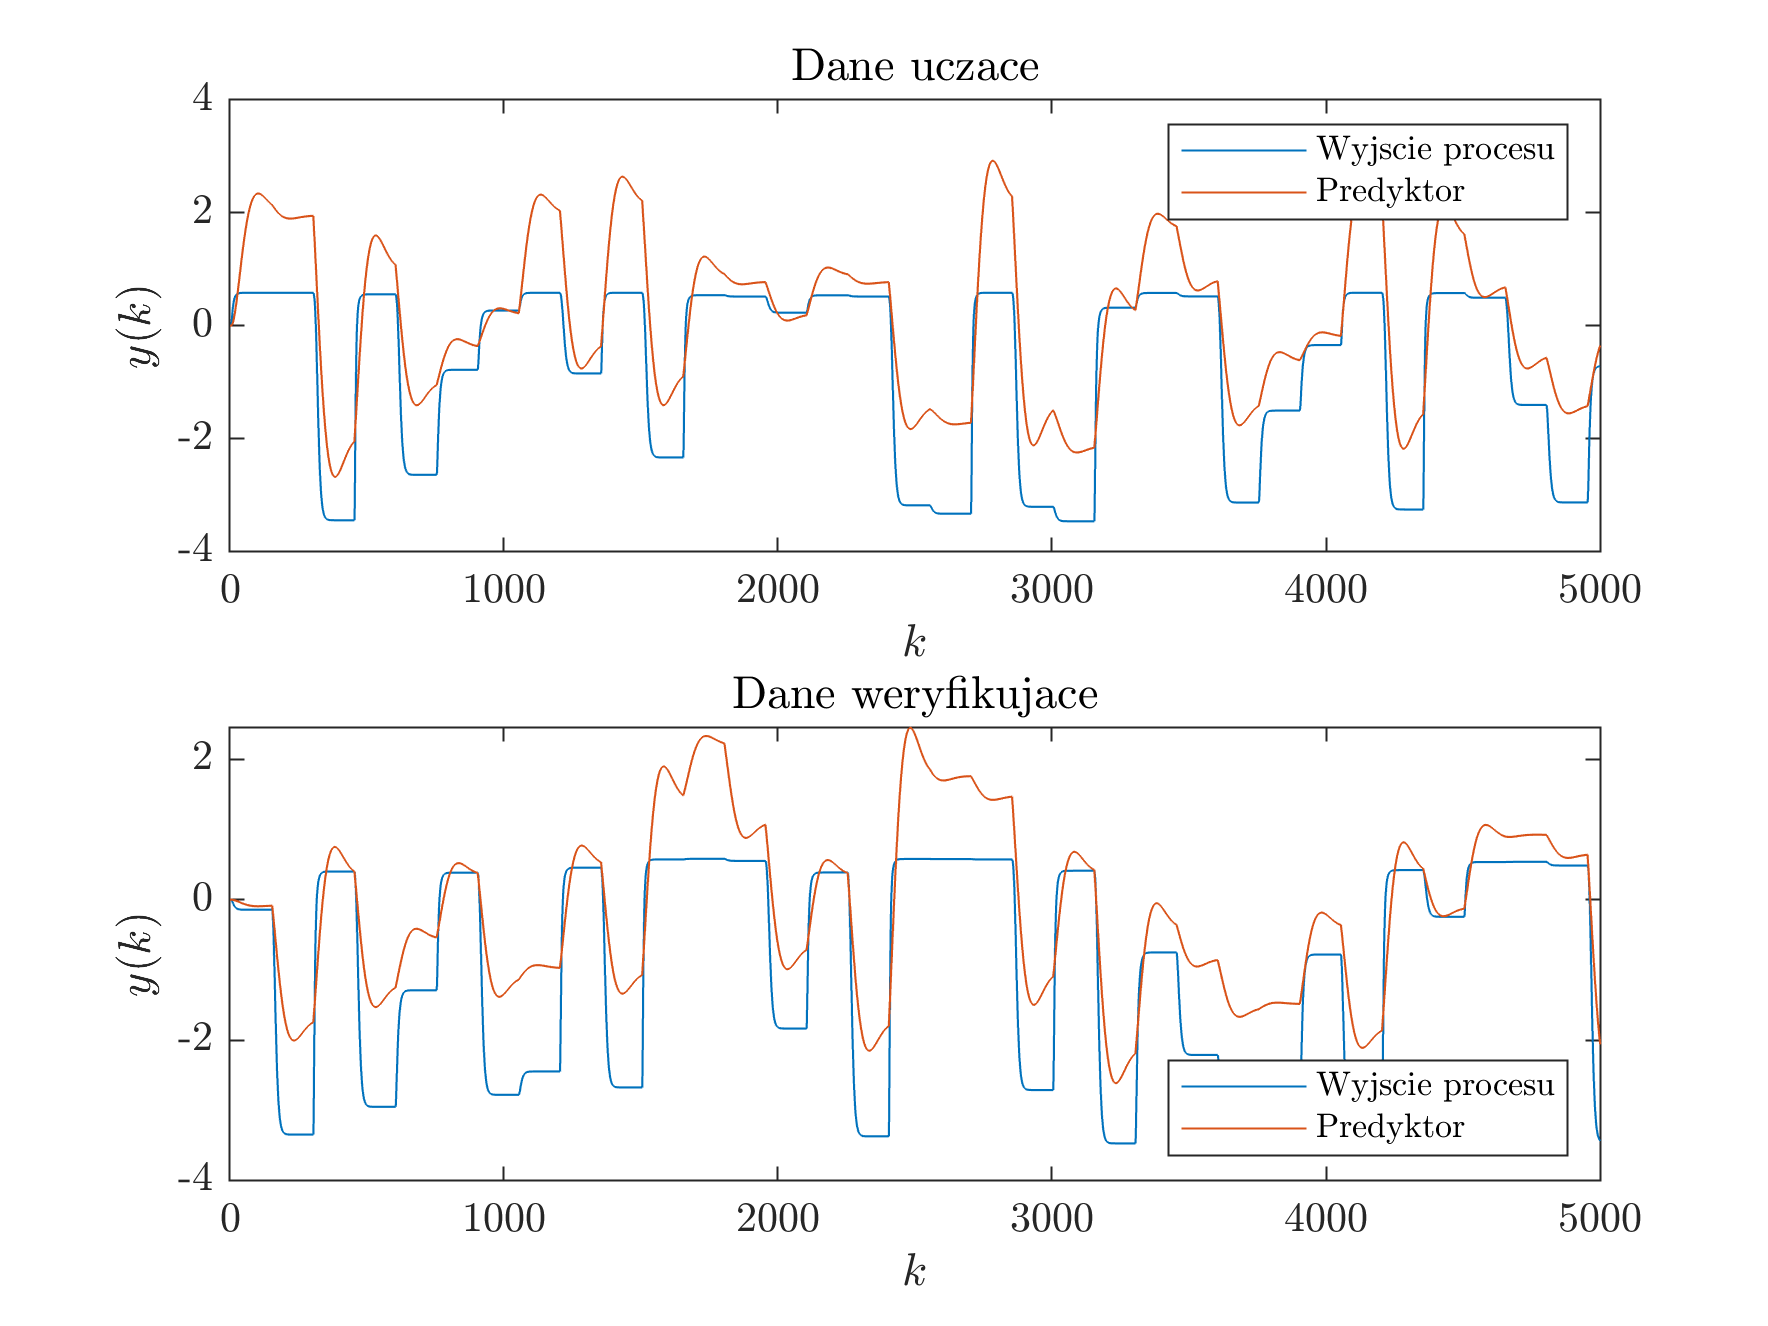 Dane uczace
4
2
0
-2
-4
y(k)
Wyjscie procesu
Predyktor
0 1000 2000 3000 4000 5000
k
Dane weryfikujace
2
0
-2
-4
y(k)
Wyjscie procesu
Predyktor
0 1000 2000 3000 4000 5000
k